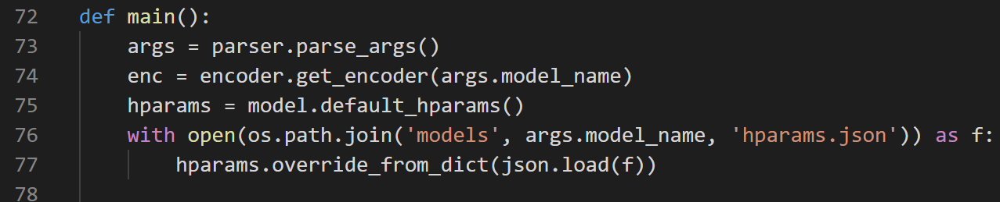 72 def main():
73     args = parser.parse_args()
74     enc = encoder.get_encoder(args.model_name)
75     hparams = model.default_hparams()
76     with open(os.path.join('models', args.model_name, 'hparams.json')) as f:
77         hparams.override_from_dict(json.load(f))
78